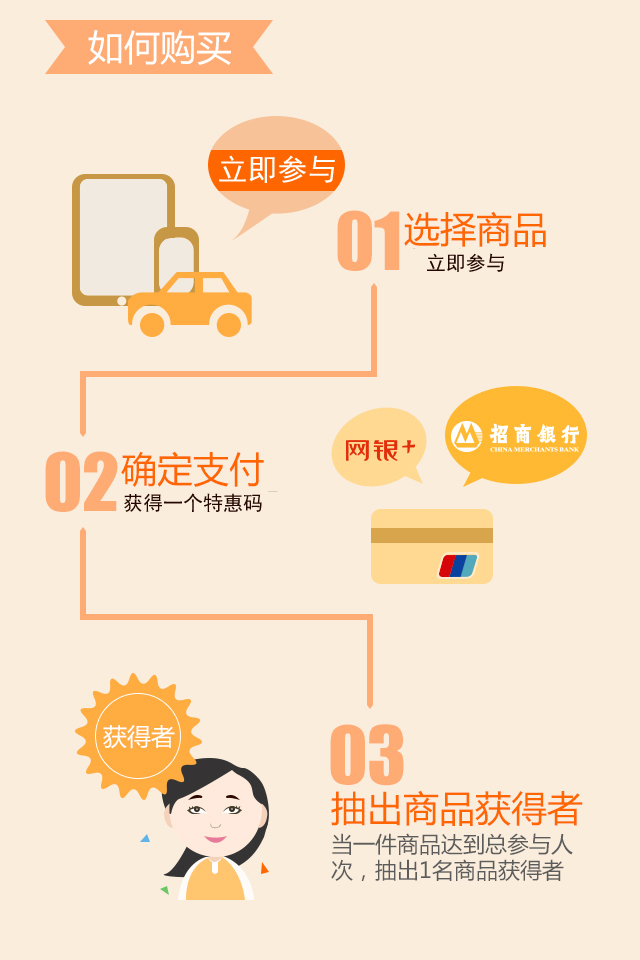 如何购买
立即参与
01
选择商品
立即参与
02
确定支付
获得一个特惠码
网银+
招商银行
CHINA MERCHANTS BANK
获得者
03
抽出商品获得者
当一件商品达到总参与人
次，抽出1名商品获得者